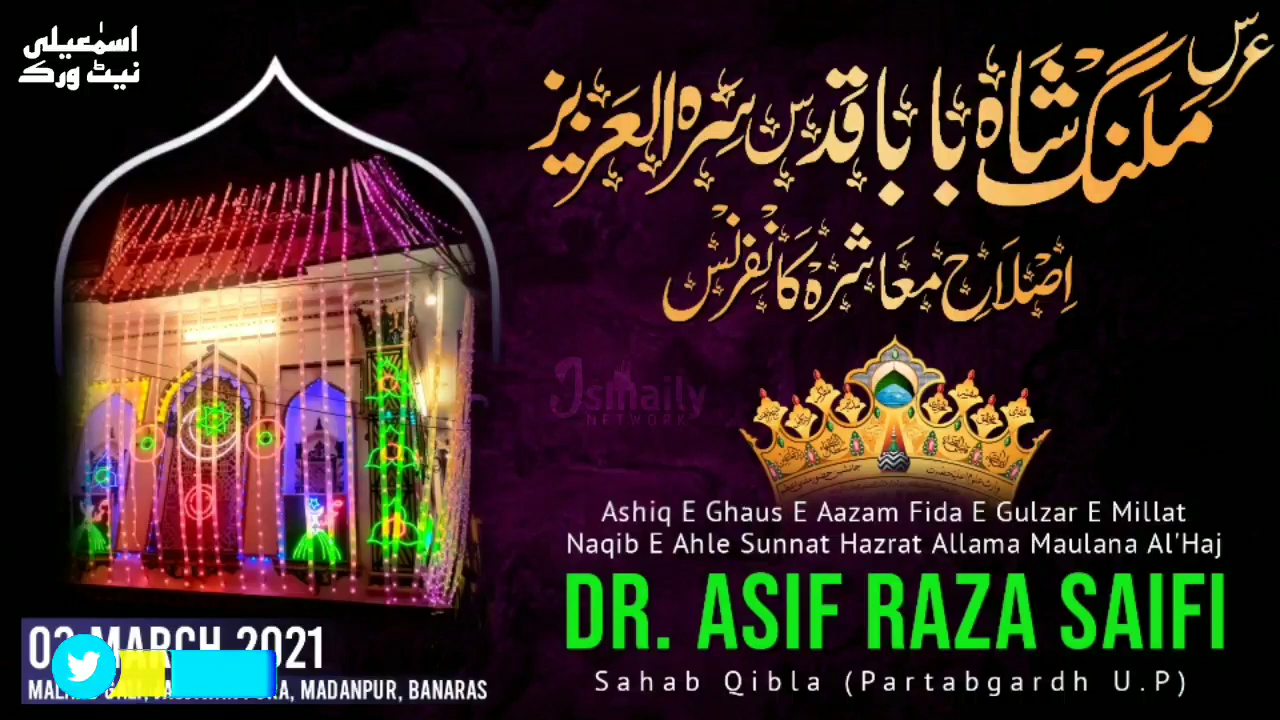 اسمٰعیلی
نیٹ ورک
عرس
ملنگ شاہ بابا قدس سرہ العزیز
اصلاح معاشرہ کانفرنس
Ismaily
NETWORK
Ashiq E Ghaus E Aazam Fida E Gulzar E Millat
Naqib E Ahle Sunnat Hazrat Allama Maulana Al'Haj
DR. ASIF RAZA SAIFI
Sahab Qibla (Partabgardh U.P)
MARCH 2021
MADANPUR, BANARAS